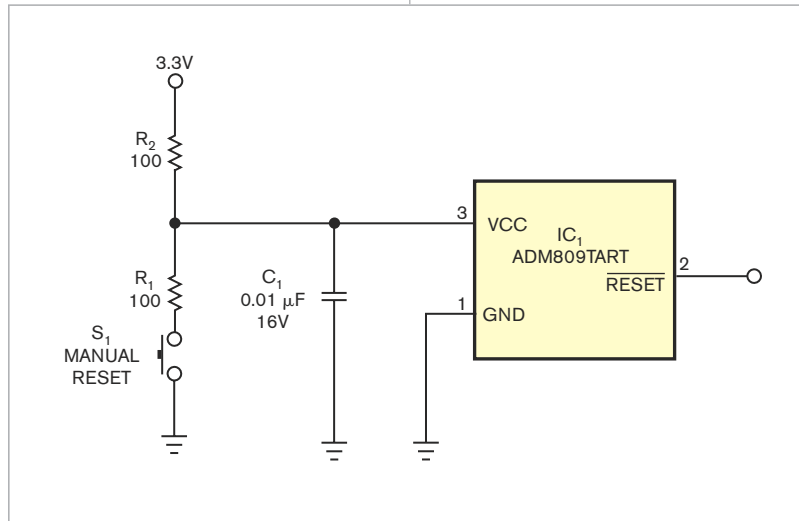 3.3V
R₂
100
R₁
100
S₁
MANUAL
RESET
C₁
0.01 μF
16V
3
VCC
IC₁
ADM809TART
RESET
2
1
GND